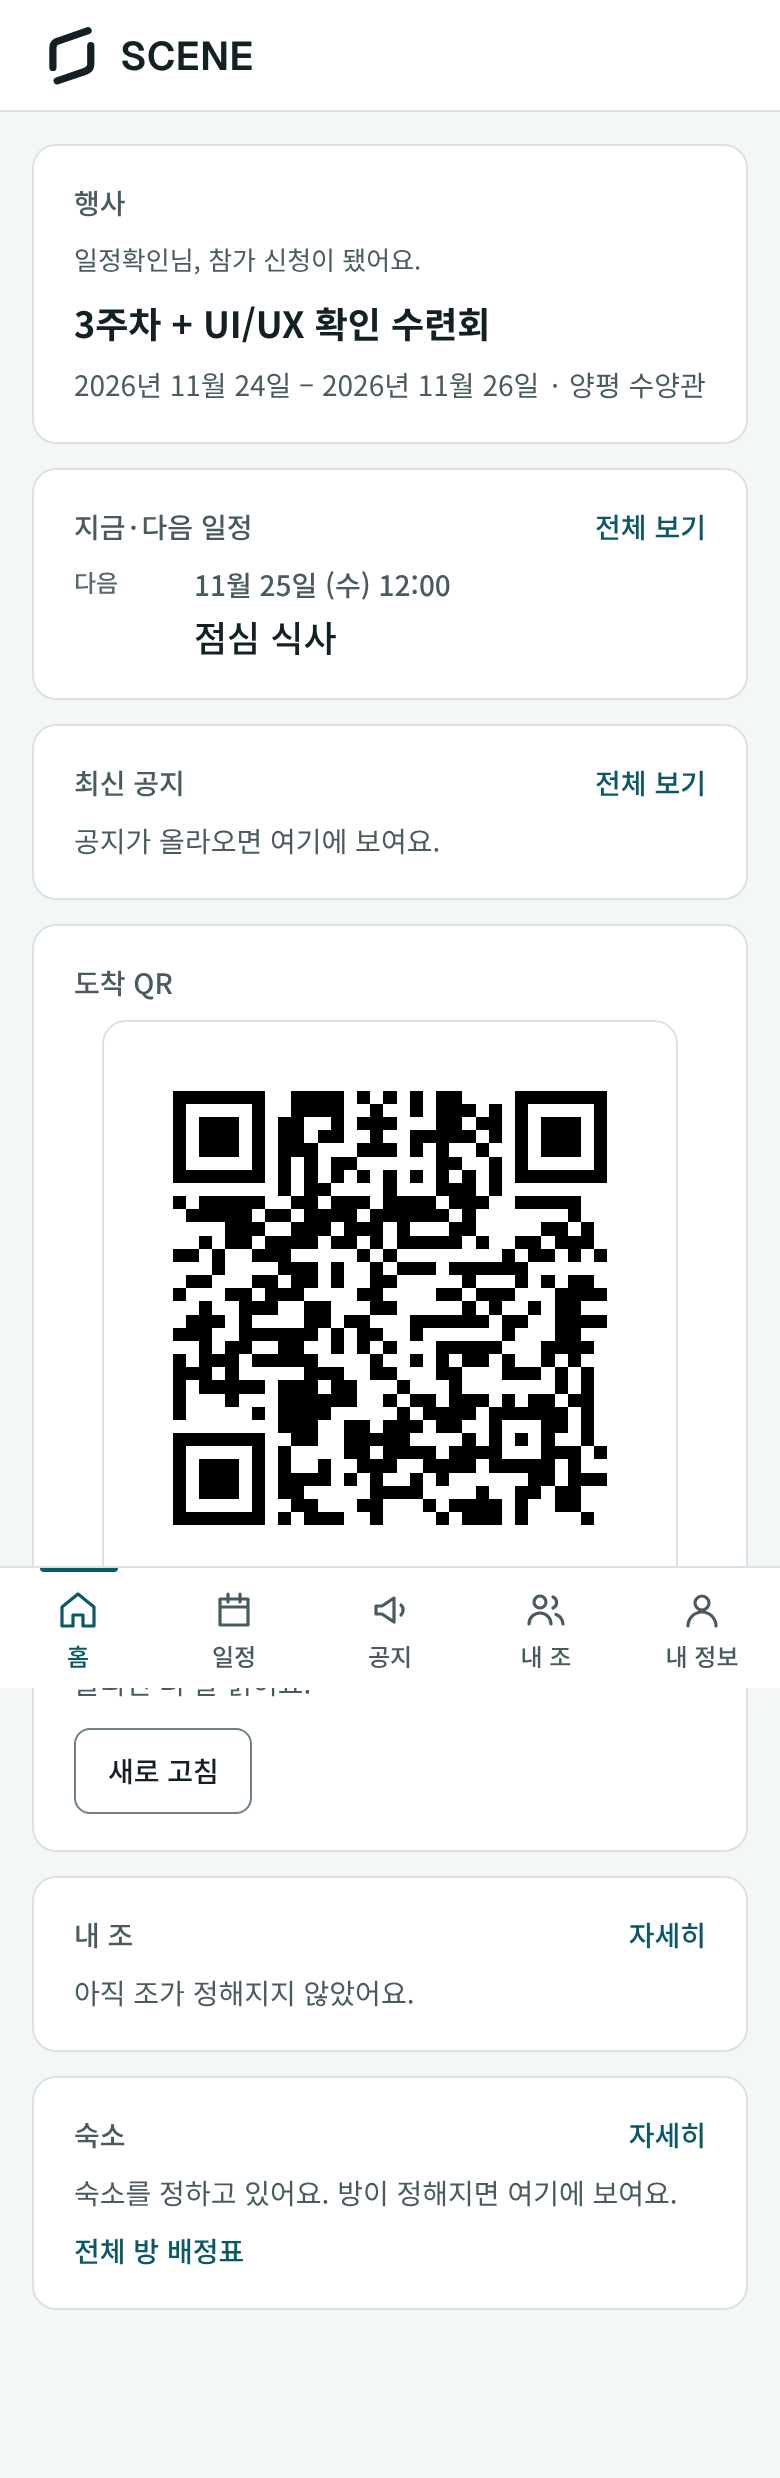 SCENE
행사
일정확인님, 참가 신청이 됐어요.
3주차 + UI/UX 확인 수련회
2026년 11월 24일 – 2026년 11월 26일 · 양평 수양관
지금·다음 일정
전체 보기
다음
11월 25일 (수) 12:00
점심 식사
최신 공지
전체 보기
공지가 올라오면 여기에 보여요.
도착 QR
홈
일정
공지
내 조
내 정보
새로 고침
내 조
자세히
아직 조가 정해지지 않았어요.
숙소
자세히
숙소를 정하고 있어요. 방이 정해지면 여기에 보여요.
전체 방 배정표